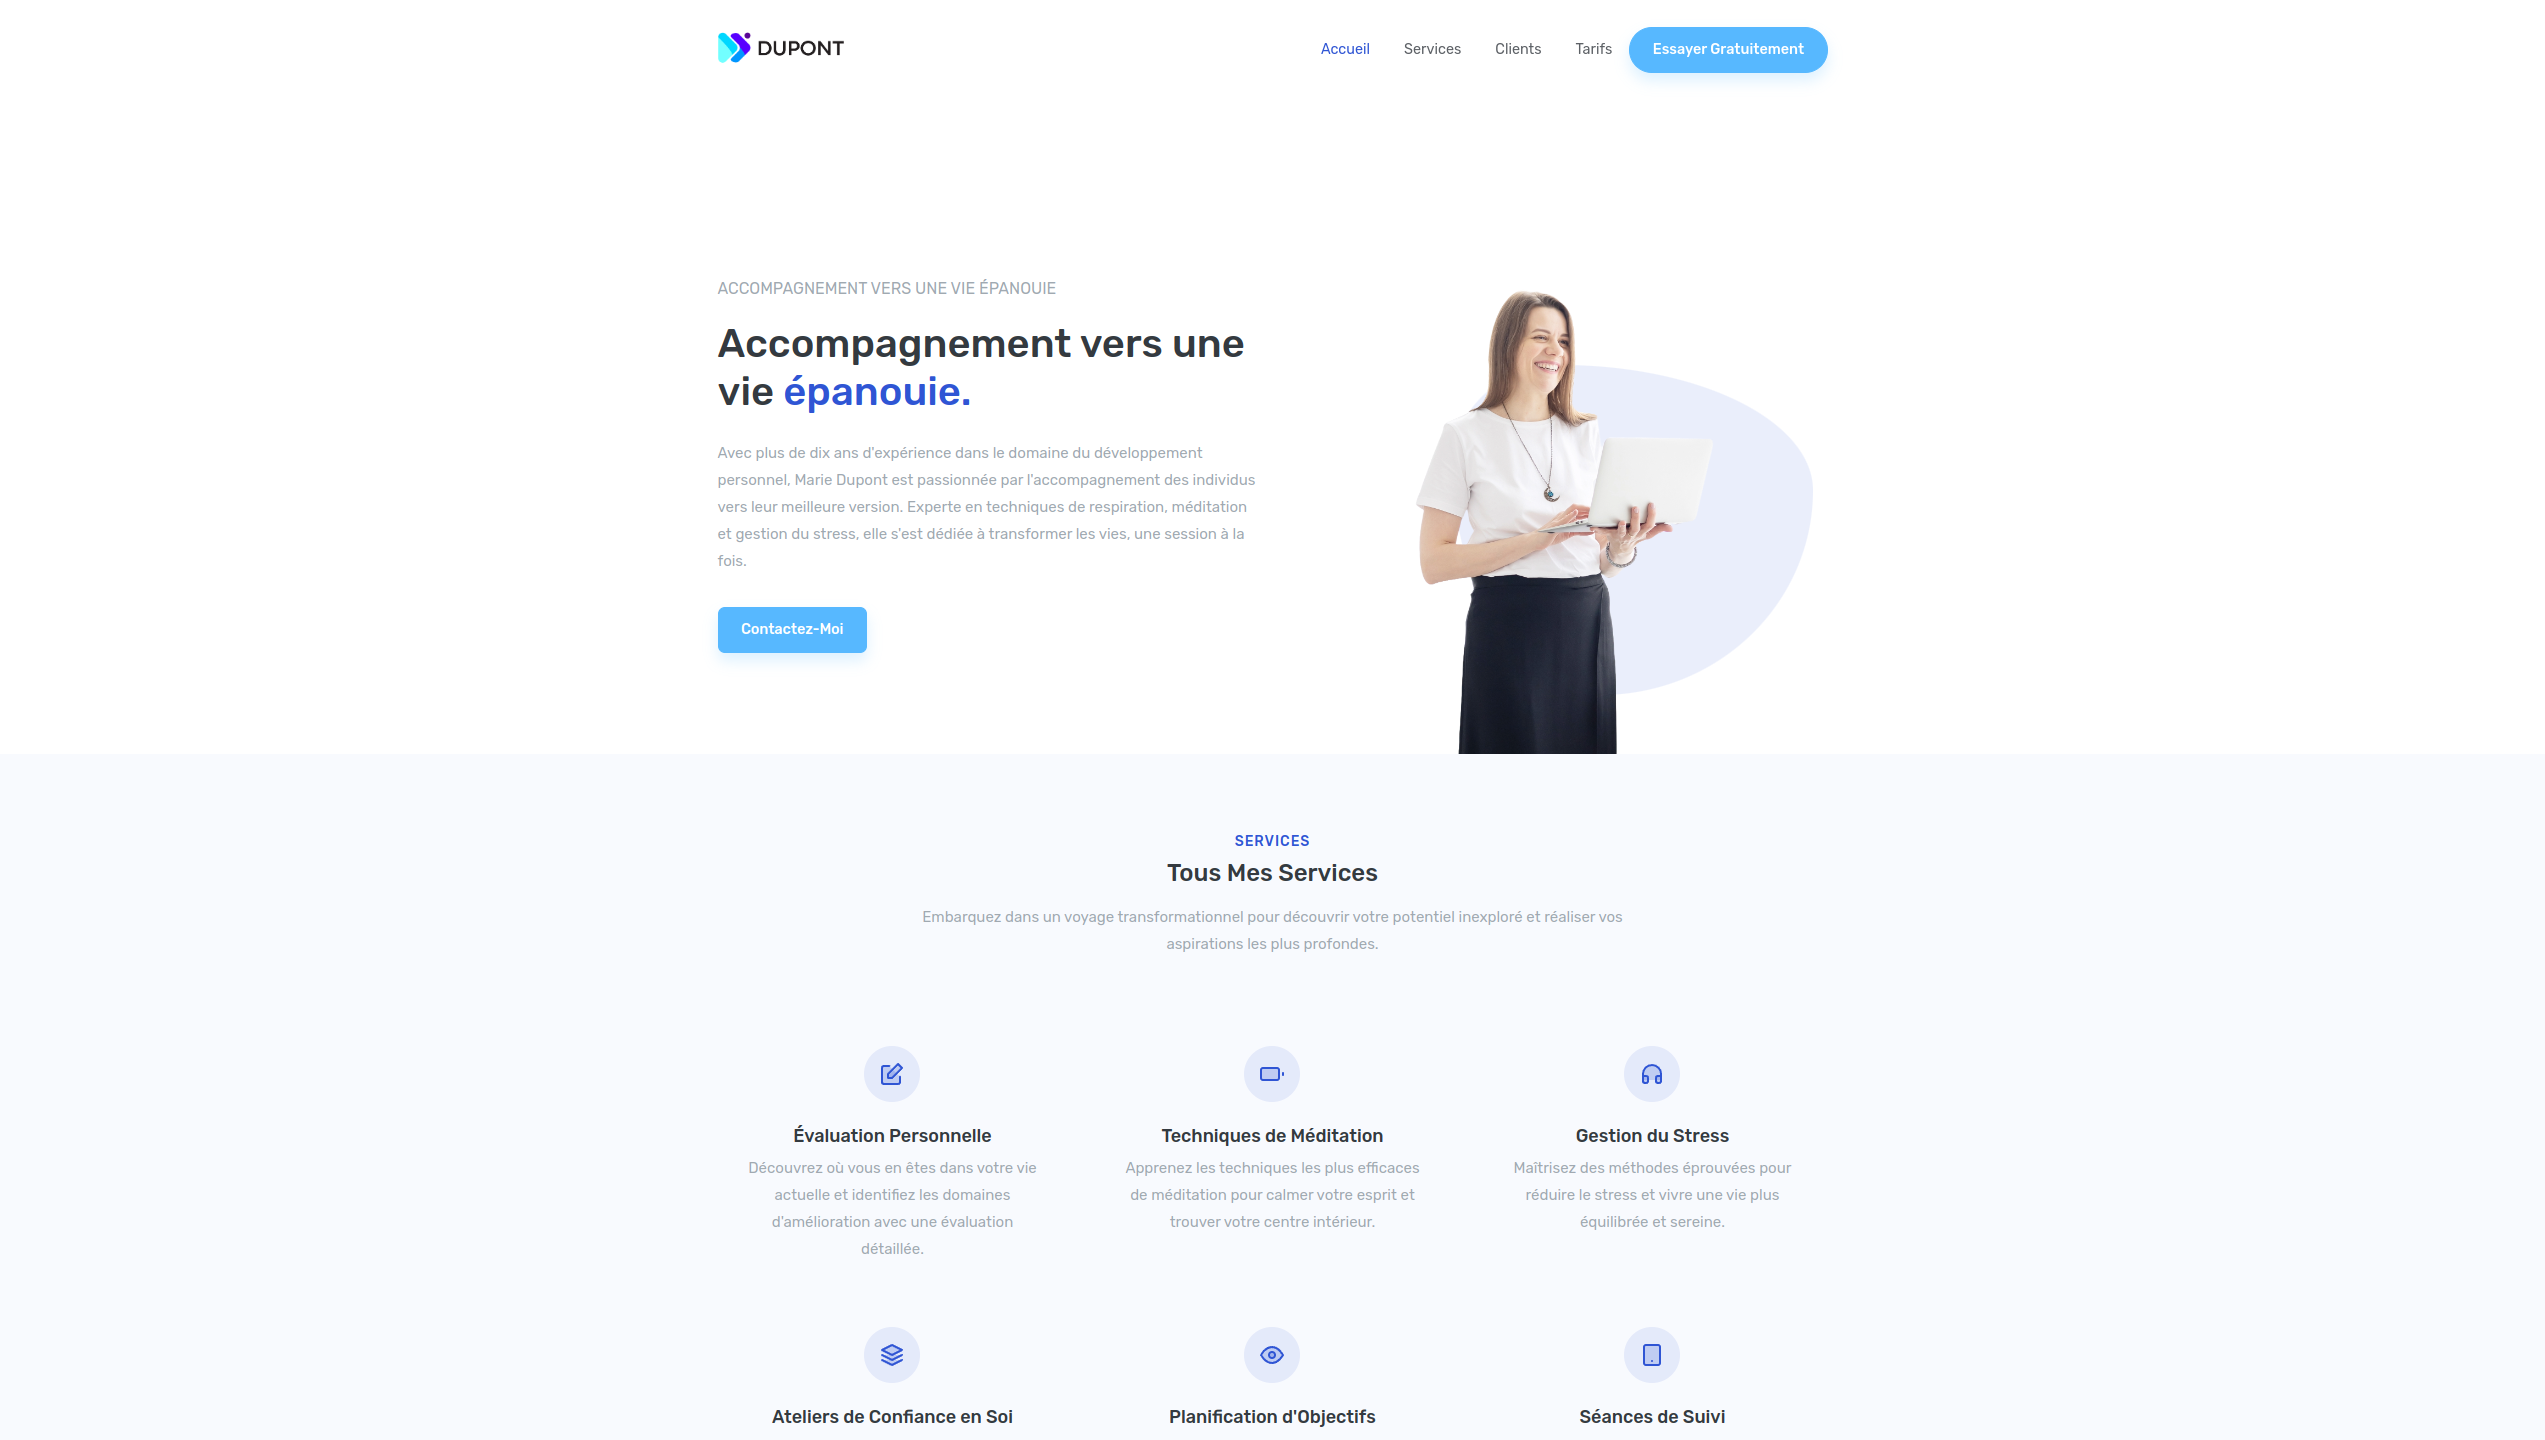 DUPONT
Accueil
Services
Clients
Tarifs
Essayer Gratuitement
ACCOMPAGNEMENT VERS UNE VIE ÉPANOUIE
Accompagnement vers une
vie épanouie.
Avec plus de dix ans d'expérience dans le domaine du développement
personnel, Marie Dupont est passionnée par l'accompagnement des individus
vers leur meilleure version. Experte en techniques de respiration, méditation
et gestion du stress, elle s'est dédiée à transformer les vies, une session à la
fois.
Contactez-Moi
SERVICES
Tous Mes Services
Embarquez dans un voyage transformationnel pour découvrir votre potentiel inexploré et réaliser vos
aspirations les plus profondes.
Évaluation Personnelle
Découvrez où vous en êtes dans votre vie
actuelle et identifiez les domaines
d'amélioration avec une évaluation
détaillée.
Techniques de Méditation
Apprenez les techniques les plus efficaces
de méditation pour calmer votre esprit et
trouver votre centre intérieur.
Gestion du Stress
Maîtrisez des méthodes éprouvées pour
réduire le stress et vivre une vie plus
équilibrée et sereine.
Ateliers de Confiance en Soi
Planification d'Objectifs
Séances de Suivi